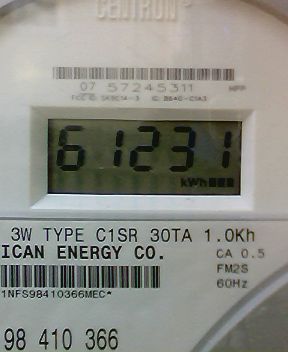 CENTRON
07 57245311
61231
kWh
3W TYPE C1SR 30TA 1.0Kh
ICAN ENERGY CO.
CA 0.5
FM2S
60Hz
1NFS98410366MEC*
98 410 366